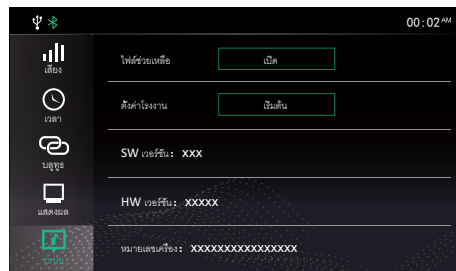 00:02 AM
เสียง
เวลา
บลูทูธ
แสดงผล
ไฟล์ช่วยเหลือ เปิด
ตั้งค่าโรงงาน เริ่มต้น
SW เวอร์ชัน: XXX
HW เวอร์ชัน: XXXXX
หมายเลขเครื่อง: XXXXXXXXXXXXXXXX